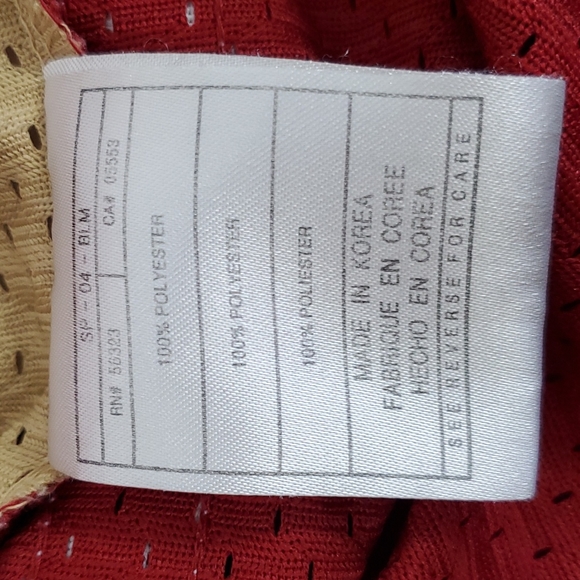 SP - 04 - BLM
RN# 56323 CA# 05553
100% POLYESTER
100% POLYESTER
100% POLIESTER
MADE IN KOREA
FABRIQUE EN COREE
HECHO EN COREA
SEE REVERSE FOR CARE